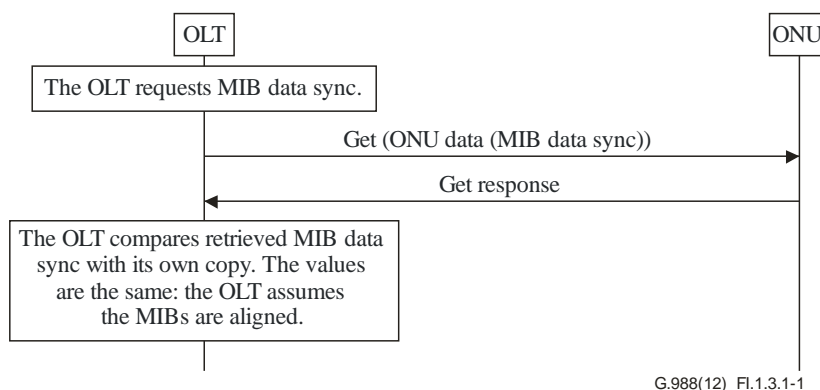 OLT
ONU
The OLT requests MIB data sync.
Get (ONU data (MIB data sync))
Get response
The OLT compares retrieved MIB data
sync with its own copy. The values
are the same: the OLT assumes
the MIBs are aligned.
G.988(12)_FI.1.3.1-1